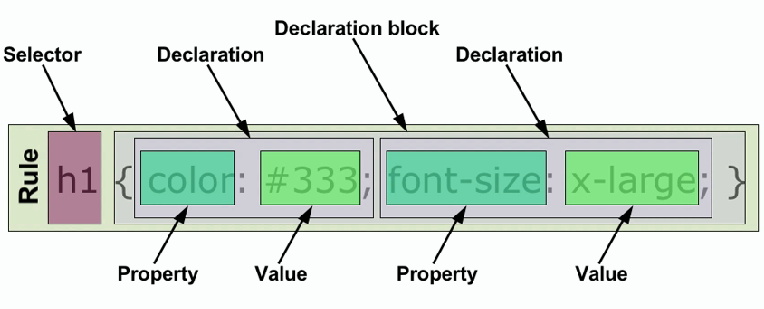 Declaration block
Selector Declaration Declaration
Rule h1 { color: #333; font-size: x-large; }
Property Value Property Value